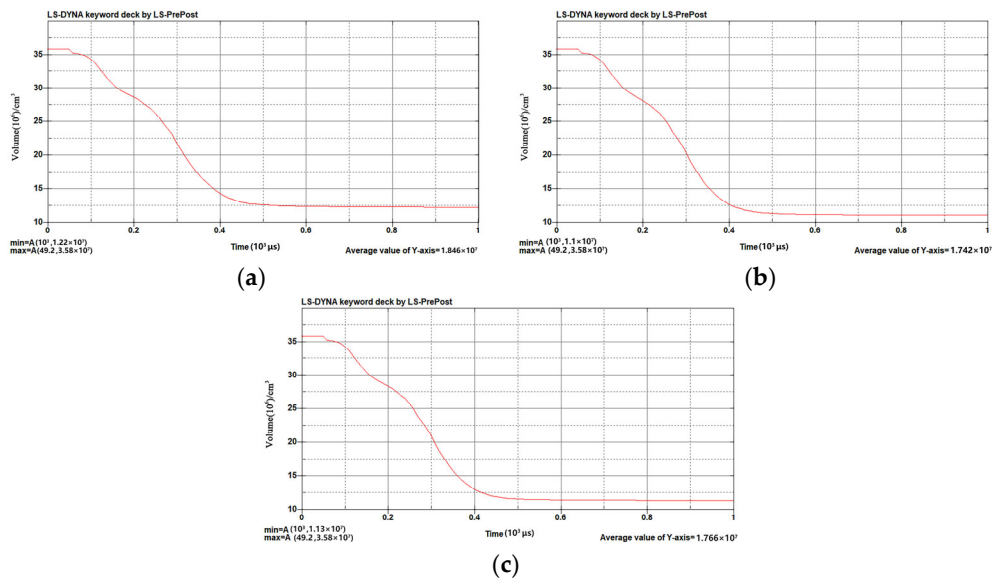 LS-DYNA keyword deck by LS-PrePost
Volume(10⁶)/cm³
35
30
25
20
15
10
0
0.2
0.4
0.6
0.8
1
min=A(10³,1.22×10⁷)
max=A(49.2,3.58×10⁷)
Time(10³ μs)
Average value of Y-axis=1.846×10⁷
(a)
LS-DYNA keyword deck by LS-PrePost
Volume(10⁶)/cm³
35
30
25
20
15
10
0
0.2
0.4
0.6
0.8
1
min=A (10³,1.1×10⁷)
max=A (49.2,3.58×10⁷)
Time (10³ μs)
Average value of Y-axis=1.742×10⁷
(b)
LS-DYNA keyword deck by LS-PrePost
Volume(10⁶)/cm³
35
30
25
20
15
10
0
0.2
0.4
0.6
0.8
1
min=A (10³,1.13×10⁷)
max=A (49.2,3.58×10⁷)
Time(10³ μs)
Average value of Y-axis=1.766×10⁷
(c)